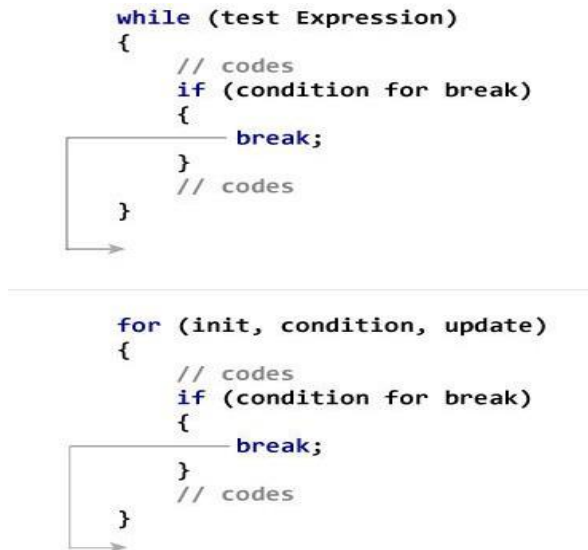 while (test Expression)
{
// codes
if (condition for break)
{
break;
}
// codes
}
for (init, condition, update)
{
// codes
if (condition for break)
{
break;
}
// codes
}